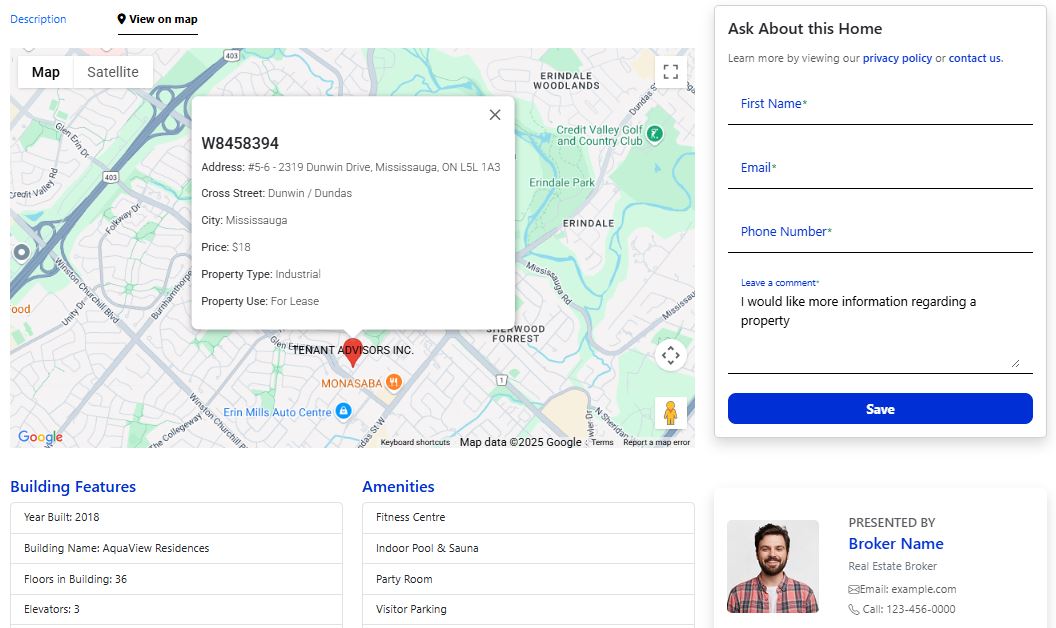 Description
View on map
Map
Satellite
403
ERINDALE
WOODLANDS
Dundas St
Glen Erin Dr
Credit Valley Golf
and Country Club
W8458394
Address: #5-6 - 2319 Dunwin Drive, Mississauga, ON L5L 1A3
403
Erindale Park
credit Valley Rd
Cross Street: Dunwin / Dundas
Folkway Dr
City: Mississauga
ERINDALE
Price: $18
Winston Churchill Blvd
Burnhamthorpe
Property Type: Industrial
Mississauga Rd
Unity Dr
Property Use: For Lease
Mississauga
ood
SHERWOOD
FORREST
Glen Erin
TENANT ADVISORS INC.
MONASABA
1
Erin Mills Auto Centre
Winston Churchill B
The Collegeway
das St W
N Sheridan
wler Dr
Google
Keyboard shortcuts
Map data ©2025 Google
Terms
Report a map error
Ask About this Home
Learn more by viewing our privacy policy or contact us.
First Name*
Email*
Phone Number*
Leave a comment*
I would like more information regarding a
property
Save
Building Features
Year Built: 2018
Building Name: AquaView Residences
Floors in Building: 36
Elevators: 3
Amenities
Fitness Centre
Indoor Pool & Sauna
Party Room
Visitor Parking
PRESENTED BY
Broker Name
Real Estate Broker
Email: example.com
Call: 123-456-0000